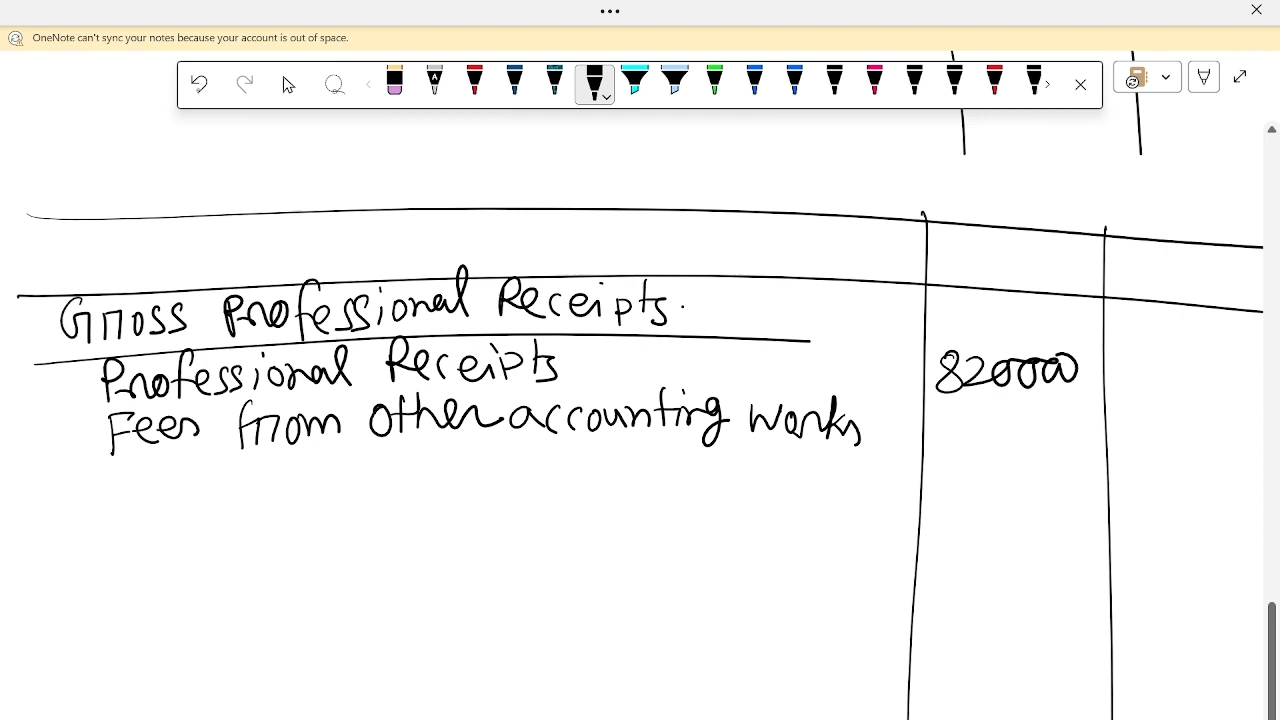 OneNote can't sync your notes because your account is out of space.
Gross Professional Receipts.
Professional Receipts 820000
Fees from other accounting works